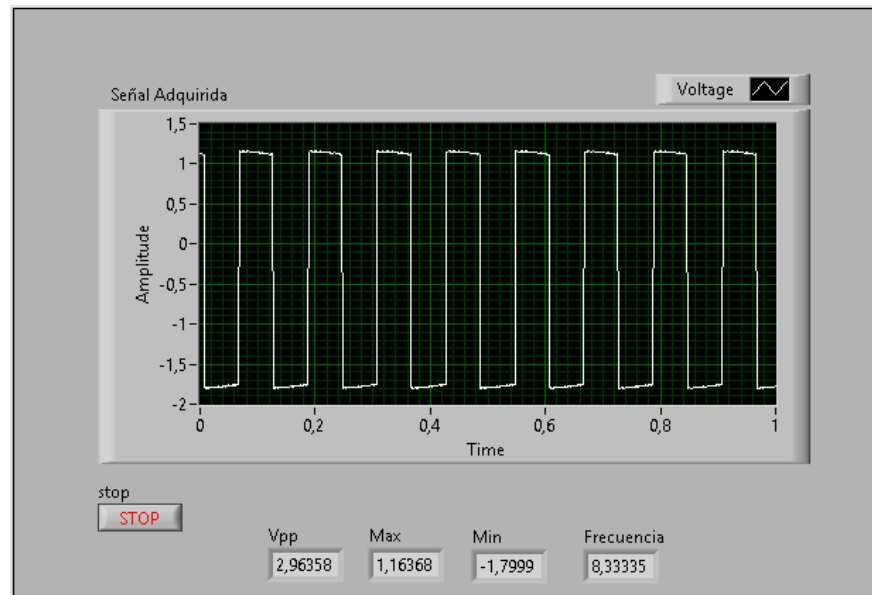 Señal Adquirida
Voltage
1,5
1
0,5
0
-0,5
-1
-1,5
-2
Amplitude
0
0,2
0,4
0,6
0,8
1
Time
stop
STOP
Vpp
Max
Min
Frecuencia
2,96358
1,16368
-1,7999
8,33335